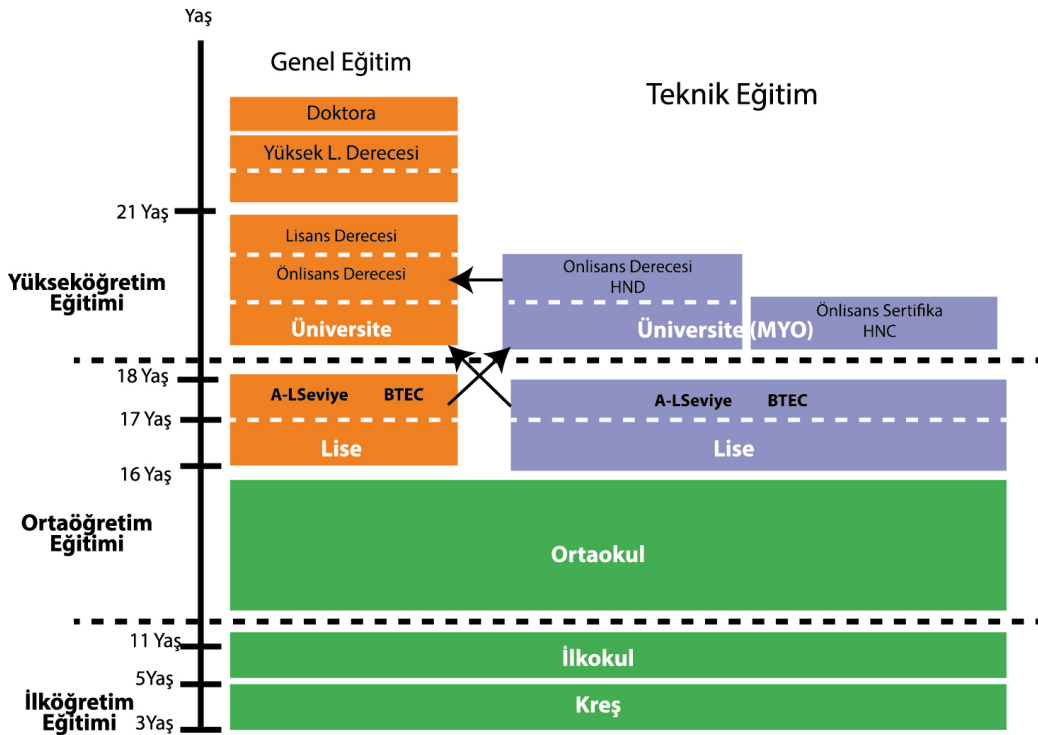 Yaş
Genel Eğitim
Teknik Eğitim
Doktora
Yüksek L. Derecesi
21 Yaş
Lisans Derecesi
Yükseköğretim
Eğitimi
Önlisans Derecesi
Onlisans Derecesi
HND
Önlisans Sertifika
HNC
Üniversite
Üniversite (MYO)
18 Yaş
A-LSeviye BTEC
A-LSeviye BTEC
17 Yaş
Lise
Lise
16 Yaş
Ortaöğretim
Eğitimi
Ortaokul
11 Yaş
İlkokul
5Yaş
İlköğretim
Eğitimi
Kreş
3Yaş